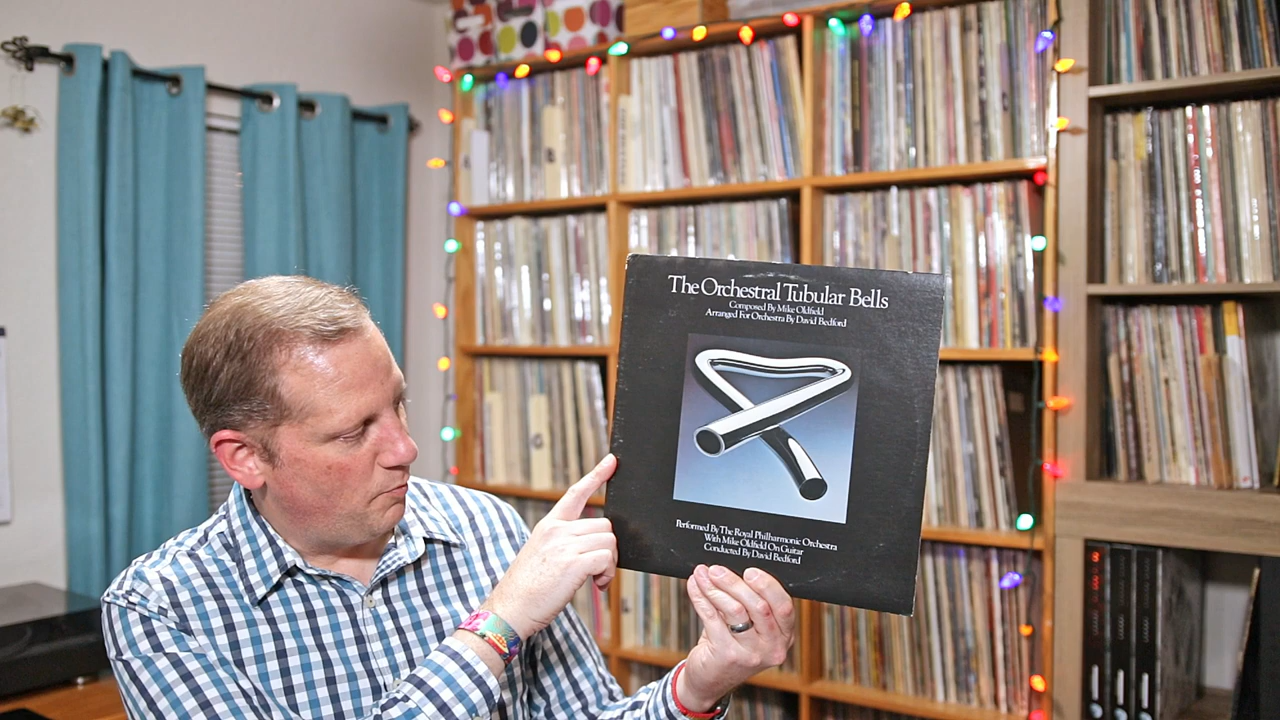 The Orchestral Tubular Bells
Composed By Mike Oldfield
Arranged For Orchestra By David Bedford
Performed By The Royal Philharmonic Orchestra
With Mike Oldfield On Guitar
Conducted By David Bedford